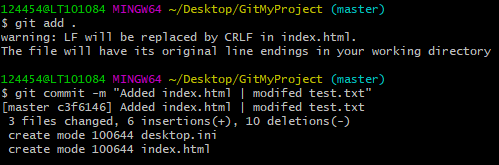 124454@LT101084 MINGW64 ~/Desktop/GitMyProject (master)
$ git add .
warning: LF will be replaced by CRLF in index.html.
The file will have its original line endings in your working directory
124454@LT101084 MINGW64 ~/Desktop/GitMyProject (master)
$ git commit -m "Added index.html | modifed test.txt"
[master c3f6146] Added index.html | modifed test.txt
3 files changed, 6 insertions(+), 10 deletions(-)
create mode 100644 desktop.ini
create mode 100644 index.html